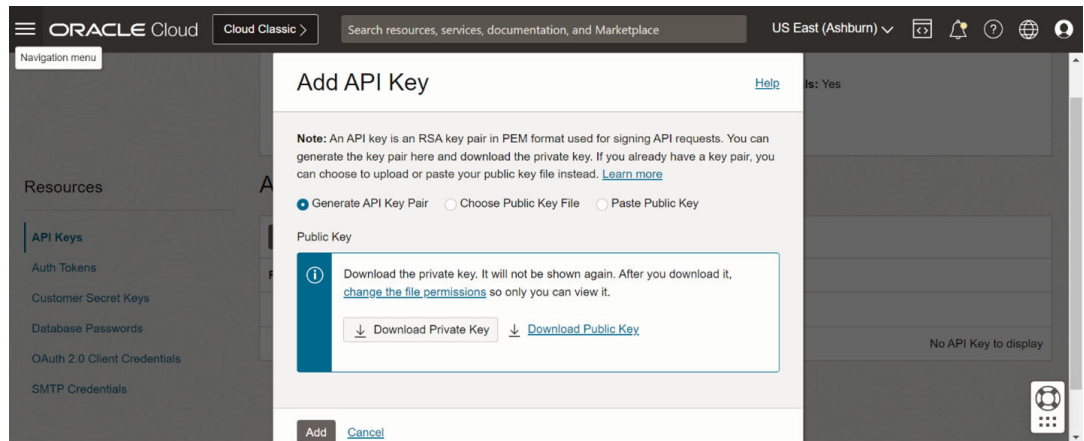 ORACLE Cloud
Cloud Classic >
Search resources, services, documentation, and Marketplace
US East (Ashburn)
Navigation menu
Add API Key
Help
ls: Yes
Note: An API key is an RSA key pair in PEM format used for signing API requests. You can
generate the key pair here and download the private key. If you already have a key pair, you
can choose to upload or paste your public key file instead. Learn more
Resources
A
Generate API Key Pair
Choose Public Key File
Paste Public Key
API Keys
Public Key
Auth Tokens
Download the private key. It will not be shown again. After you download it,
change the file permissions so only you can view it.
Customer Secret Keys
Database Passwords
Download Private Key
Download Public Key
No API Key to display
OAuth 2.0 Client Credentials
SMTP Credentials
Add
Cancel